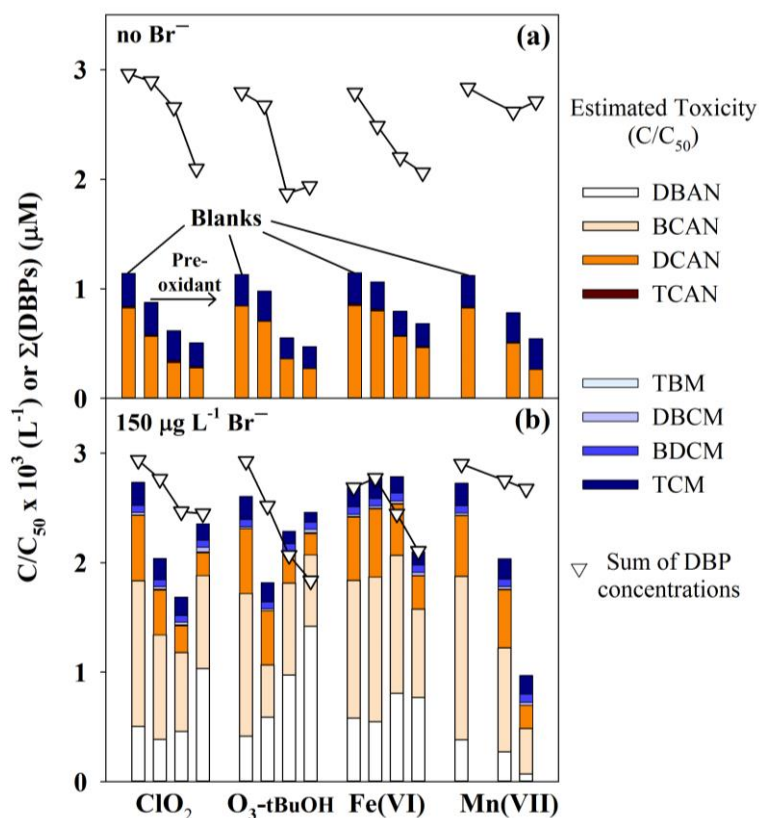 no Br⁻
(a)
3
2
1
0
Blanks
Pre-
oxidant
150 µg L⁻¹ Br⁻
(b)
3
2
1
0
C/C₅₀ x 10³ (L⁻¹) or Σ(DBPs) (µM)
ClO₂ O₃-tBuOH Fe(VI) Mn(VII)
Estimated Toxicity
(C/C₅₀)
DBAN
BCAN
DCAN
TCAN
TBM
DBCM
BDCM
TCM
Sum of DBP
concentrations